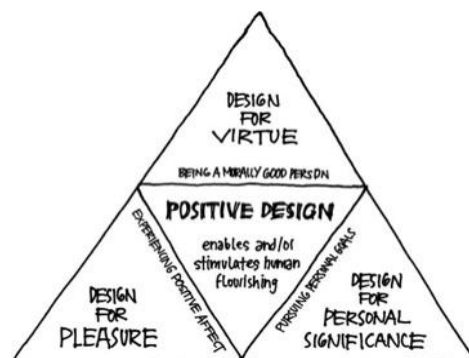 DESIGN
FOR
VIRTUE
BEING A MORALLY GOOD PERSON
POSITIVE DESIGN
enables and/or
stimulates human
flourishing
EXPERIENCING POSITIVE AFFECT
PURSUING PERSONAL GOALS
DESIGN
FOR
PLEASURE
DESIGN
FOR
PERSONAL
SIGNIFICANCE